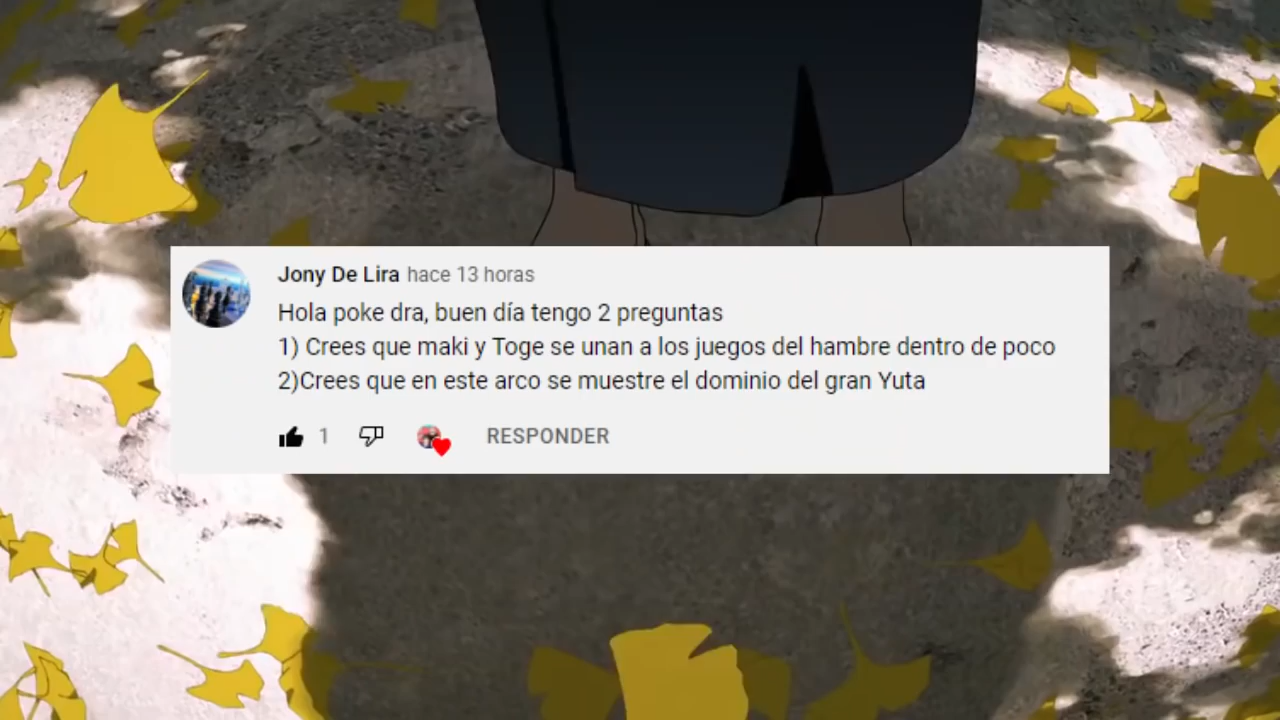 Jony De Lira hace 13 horas
Hola poke dra, buen día tengo 2 preguntas
1) Crees que maki y Toge se unan a los juegos del hambre dentro de poco
2)Crees que en este arco se muestre el dominio del gran Yuta
1 RESPONDER